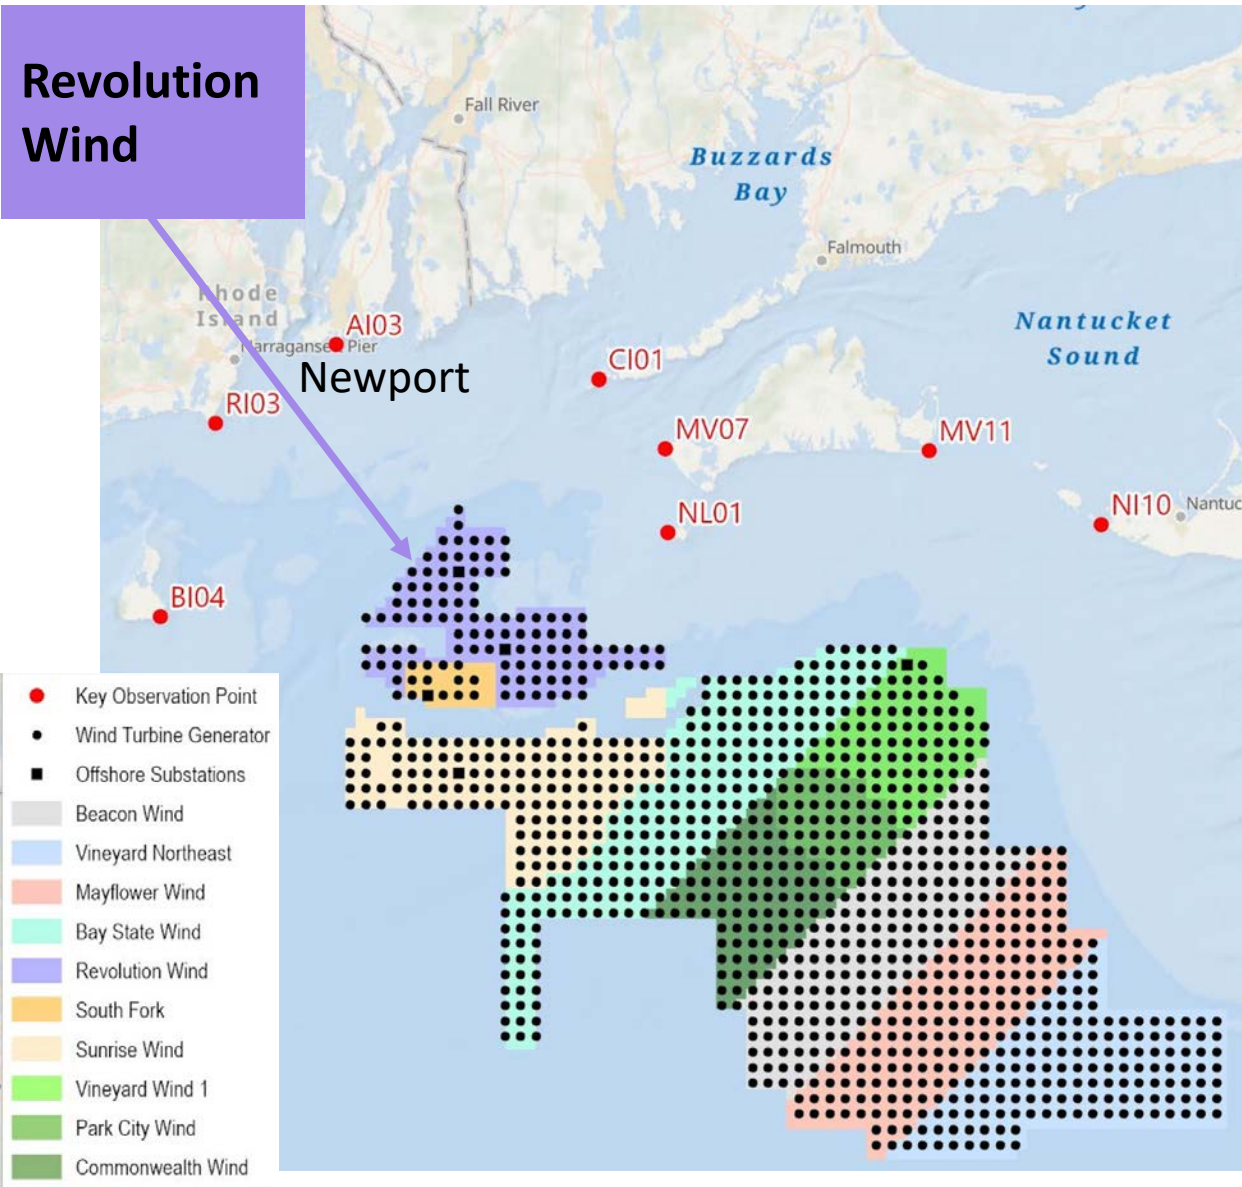 Revolution
Wind
Fall River
Buzzards
Bay
Falmouth
Rhode
Island
Nantucket
Sound
AI03
Narragansett Pier
Newport
CI01
RI03
MV07
MV11
NL01
NI10
Nantuc
BI04
Key Observation Point
Wind Turbine Generator
Offshore Substations
Beacon Wind
Vineyard Northeast
Mayflower Wind
Bay State Wind
Revolution Wind
South Fork
Sunrise Wind
Vineyard Wind 1
Park City Wind
Commonwealth Wind